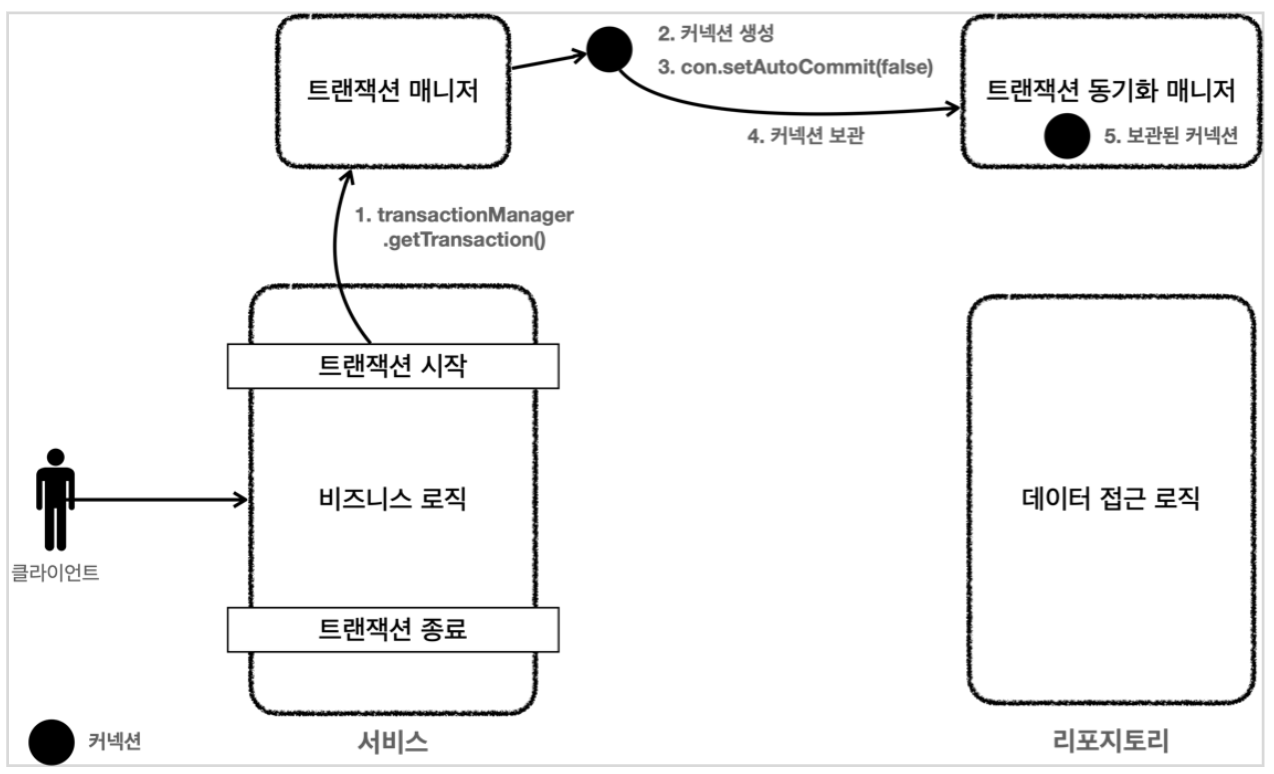 트랜잭션 매니저
2. 커넥션 생성
3. con.setAutoCommit(false)
4. 커넥션 보관
트랜잭션 동기화 매니저
5. 보관된 커넥션
1. transactionManager
.getTransaction()
트랜잭션 시작
비즈니스 로직
데이터 접근 로직
클라이언트
트랜잭션 종료
커넥션
서비스
리포지토리